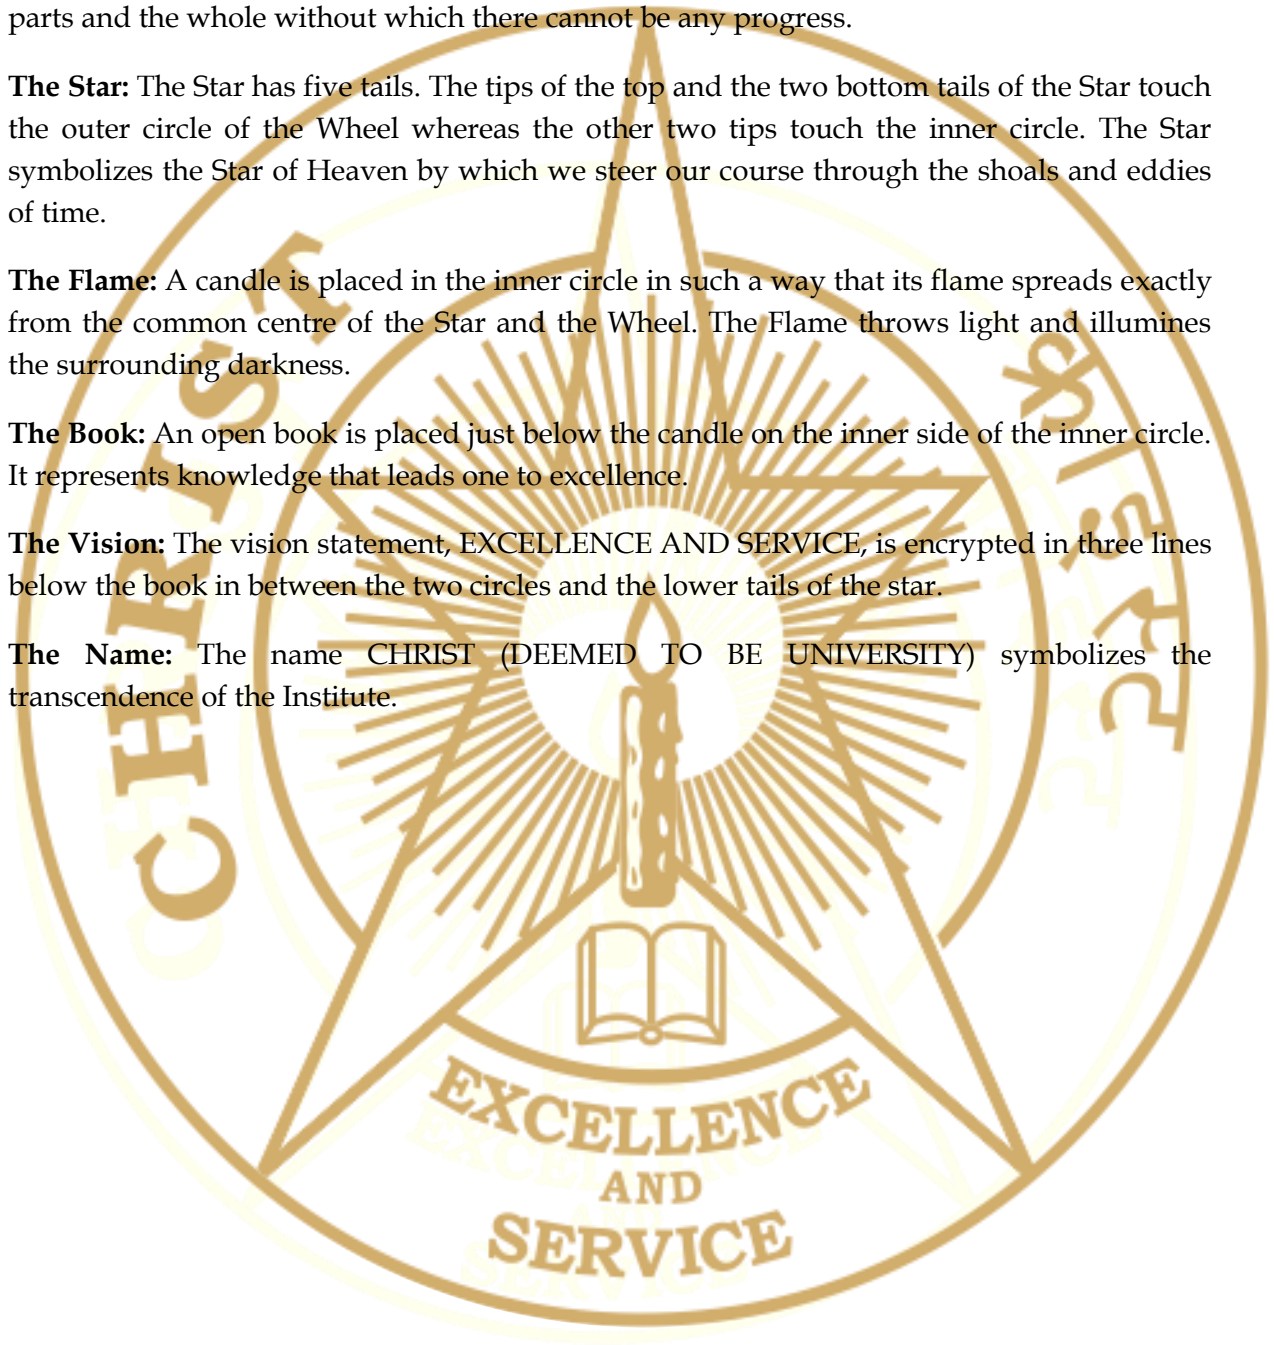 parts and the whole without which there cannot be any progress.
The Star: The Star has five tails. The tips of the top and the two bottom tails of the Star touch
the outer circle of the Wheel whereas the other two tips touch the inner circle. The Star
symbolizes the Star of Heaven by which we steer our course through the shoals and eddies
of time.
The Flame: A candle is placed in the inner circle in such a way that its flame spreads exactly
from the common centre of the Star and the Wheel. The Flame throws light and illumines
the surrounding darkness.
The Book: An open book is placed just below the candle on the inner side of the inner circle.
It represents knowledge that leads one to excellence.
The Vision: The vision statement, EXCELLENCE AND SERVICE, is encrypted in three lines
below the book in between the two circles and the lower tails of the star.
The Name: The name CHRIST (DEEMED TO BE UNIVERSITY) symbolizes the
transcendence of the Institute.
CHRIST
क्राइस्ट
EXCELLENCE
AND
SERVICE